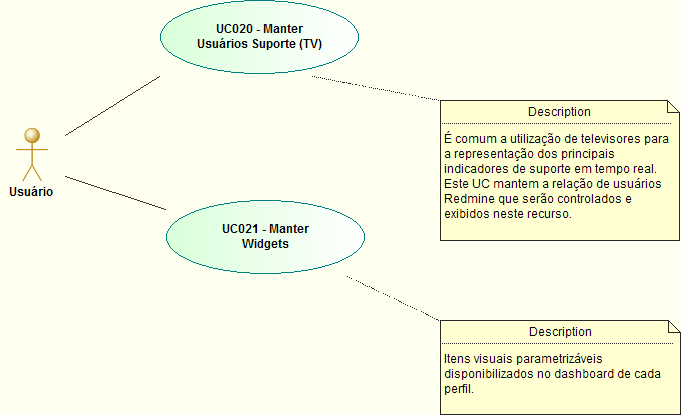 UC020 - Manter
Usuários Suporte (TV)
Description
É comum a utilização de televisores para
a representação dos principais
indicadores de suporte em tempo real.
Este UC mantem a relação de usuários
Redmine que serão controlados e
exibidos neste recurso.
Usuário
UC021 - Manter
Widgets
Description
Itens visuais parametrizáveis
disponibilizados no dashboard de cada
perfil.